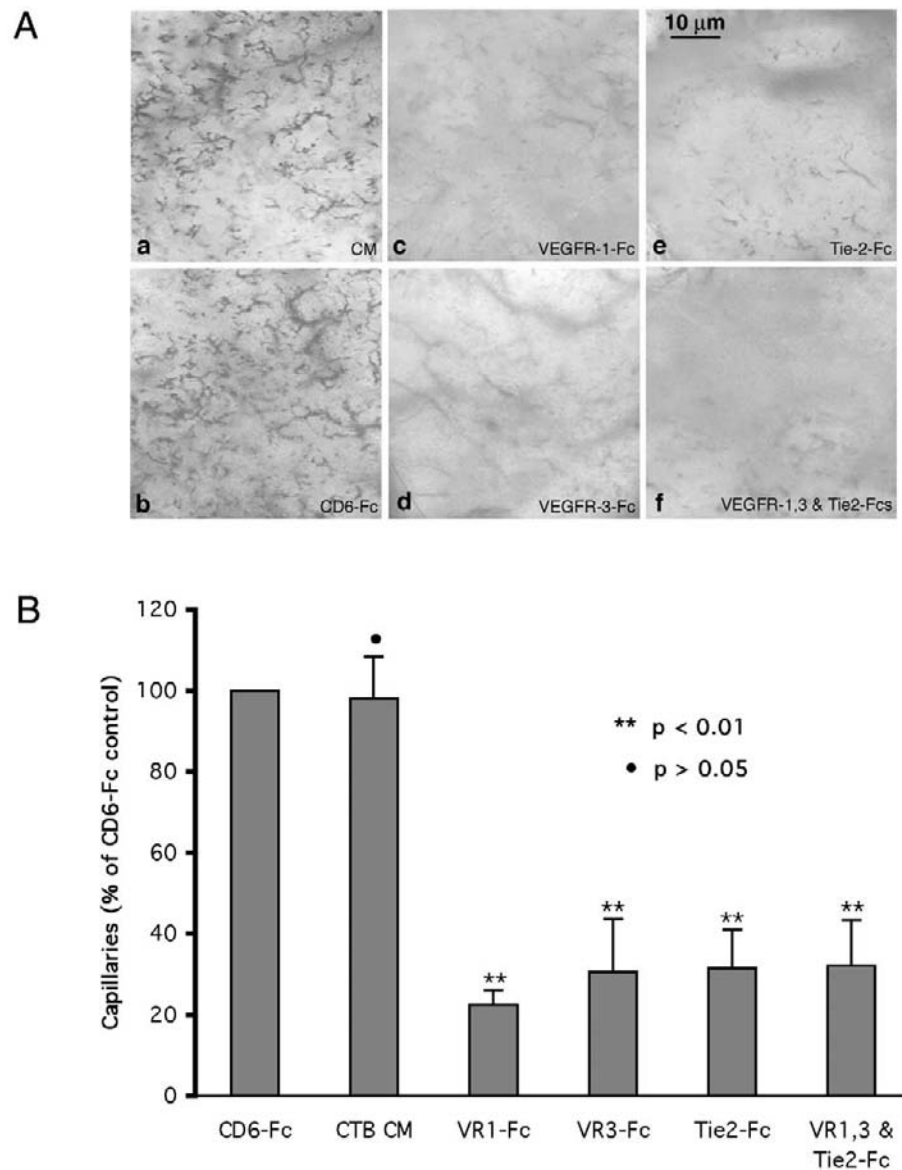 A
10 µm
a
CM
c
VEGFR-1-Fc
e
Tie-2-Fc
b
CD6-Fc
d
VEGFR-3-Fc
f
VEGFR-1,3 & Tie2-Fcs
B
Capillaries (% of CD6-Fc control)
120
100
80
60
40
20
0
** p < 0.01
• p > 0.05
•
**
**
**
**
CD6-Fc
CTB CM
VR1-Fc
VR3-Fc
Tie2-Fc
VR1,3 &
Tie2-Fc